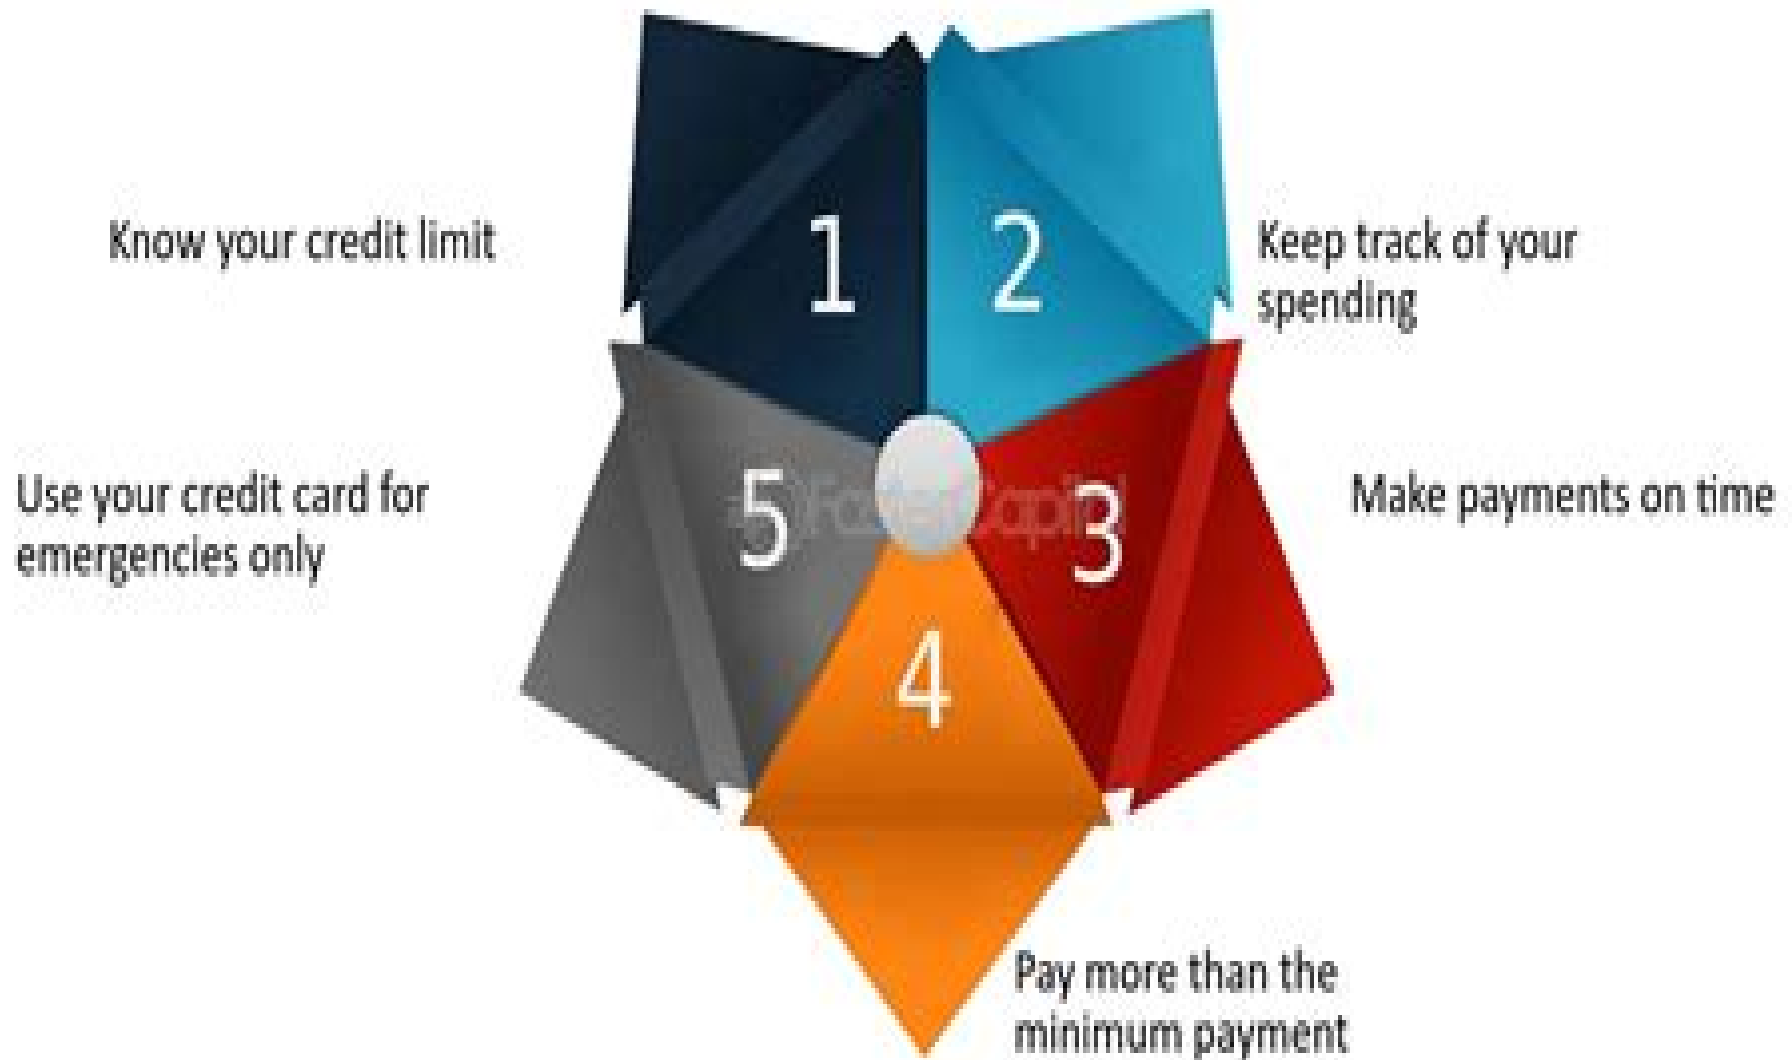 1
Know your credit limit
2
Keep track of your
spending
3
Make payments on time
4
Pay more than the
minimum payment
5
Use your credit card for
emergencies only